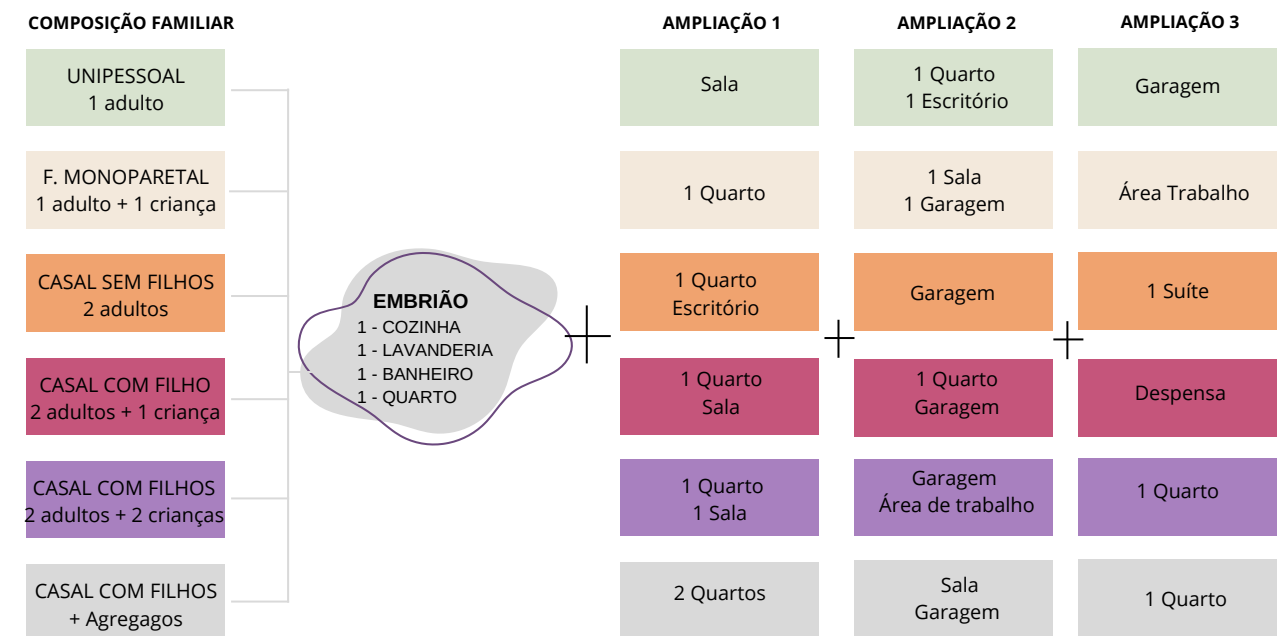 COMPOSIÇÃO FAMILIAR
AMPLIAÇÃO 1
AMPLIAÇÃO 2
AMPLIAÇÃO 3
UNIPESSOAL
1 adulto
Sala
1 Quarto
1 Escritório
Garagem
F. MONOPARETAL
1 adulto + 1 criança
1 Quarto
1 Sala
1 Garagem
Área Trabalho
CASAL SEM FILHOS
2 adultos
EMBRIÃO
1 - COZINHA
1 - LAVANDERIA
1 - BANHEIRO
1 - QUARTO
1 Quarto
Escritório
Garagem
1 Suíte
CASAL COM FILHO
2 adultos + 1 criança
1 Quarto
Sala
1 Quarto
Garagem
Despensa
CASAL COM FILHOS
2 adultos + 2 crianças
1 Quarto
1 Sala
Garagem
Área de trabalho
1 Quarto
CASAL COM FILHOS
+ Agregagos
2 Quartos
Sala
Garagem
1 Quarto